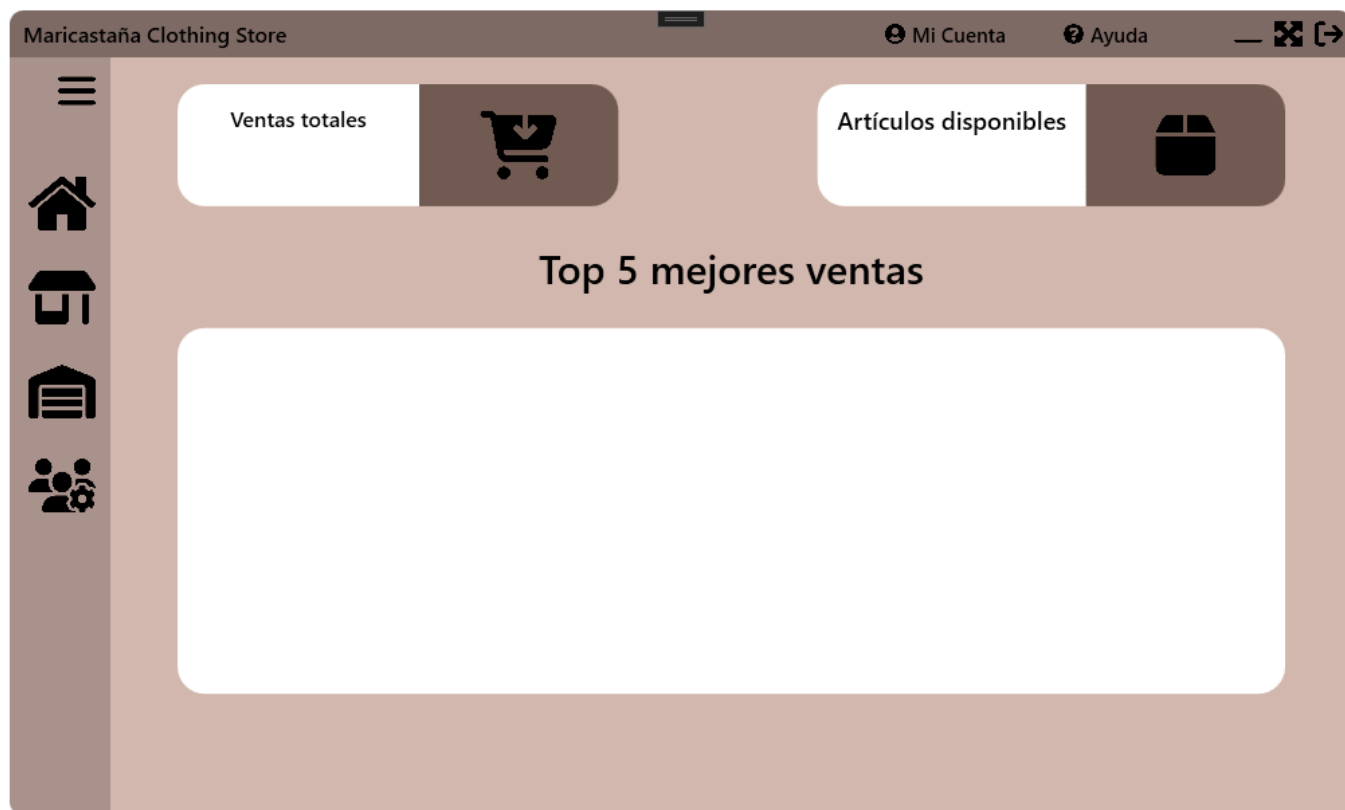 Maricastaña Clothing Store
Mi Cuenta
Ayuda
Ventas totales
Artículos disponibles
Top 5 mejores ventas